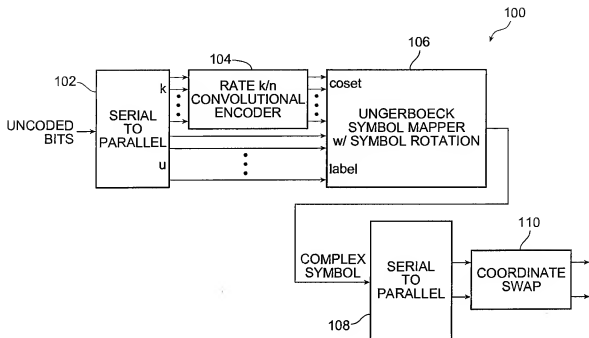 100
102
104
106
k
RATE k/n
CONVOLUTIONAL
ENCODER
coset
UNCODED
BITS
SERIAL
TO
PARALLEL
UNGERBOECK
SYMBOL MAPPER
w/ SYMBOL ROTATION
u
label
110
COMPLEX
SYMBOL
SERIAL
TO
PARALLEL
COORDINATE
SWAP
108